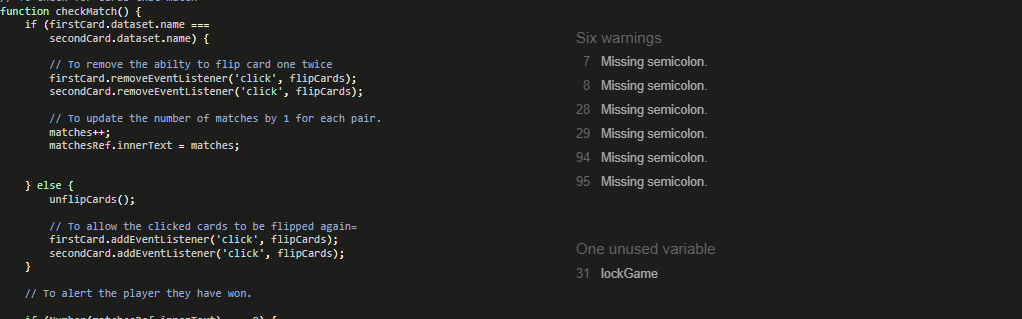 function checkMatch() {
if (firstCard.dataset.name ===
secondCard.dataset.name) {
// To remove the abilty to flip card one twice
firstCard.removeEventListener('click', flipCards);
secondCard.removeEventListener('click', flipCards);
// To update the number of matches by 1 for each pair.
matches++;
matchesRef.innerText = matches;
} else {
unflipCards();
// To allow the clicked cards to be flipped again=
firstCard.addEventListener('click', flipCards);
secondCard.addEventListener('click', flipCards);
}
// To alert the player they have won.
Six warnings
7 Missing semicolon.
8 Missing semicolon.
28 Missing semicolon.
29 Missing semicolon.
94 Missing semicolon.
95 Missing semicolon.
One unused variable
31 lockGame